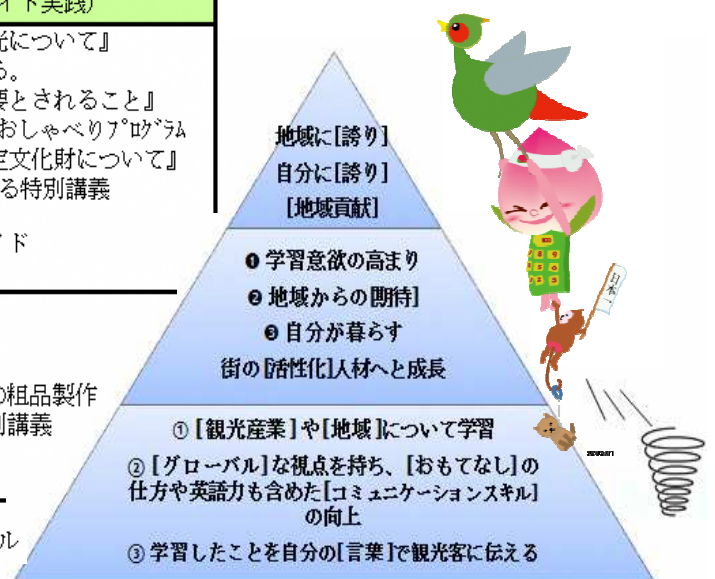 イド実践)
光について』
る。
要とされること』
おしゃべりﾌﾟﾛｸﾞﾗﾑ
定文化財について』
る特別講義
イド
の粗品製作
別講義
ル
地域に[誇り]
自分に[誇り]
[地域貢献]
❶ 学習意欲の高まり
❷ 地域からの[期待]
❸ 自分が暮らす
街の[活性化]人材へと成長
① [観光産業]や[地域]について学習
② [グローバル]な視点を持ち、[おもてなし]の
仕方や英語力も含めた[コミュニケーションスキル]
の向上
③ 学習したことを自分の[言葉]で観光客に伝える
日本一